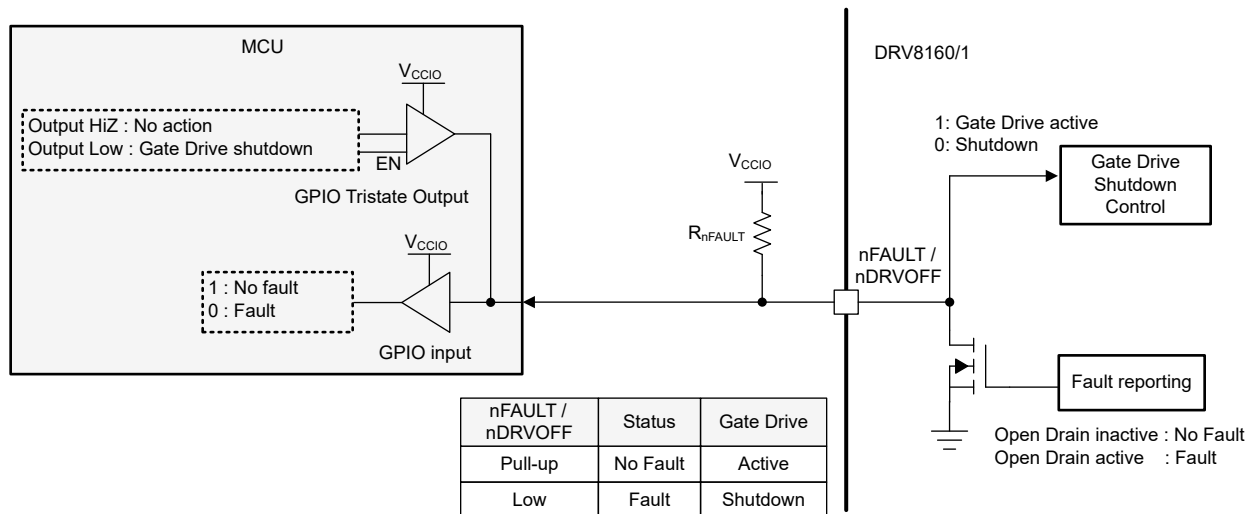 MCU
VCCIO
Output HiZ : No action
Output Low : Gate Drive shutdown
EN
GPIO Tristate Output
VCCIO
1 : No fault
0 : Fault
GPIO input
VCCIO
RnFAULT
DRV8160/1
1: Gate Drive active
0: Shutdown
Gate Drive
Shutdown
Control
nFAULT /
nDRVOFF
Fault reporting
Open Drain inactive : No Fault
Open Drain active : Fault
nFAULT /
nDRVOFF
Status
Gate Drive
Pull-up
No Fault
Active
Low
Fault
Shutdown